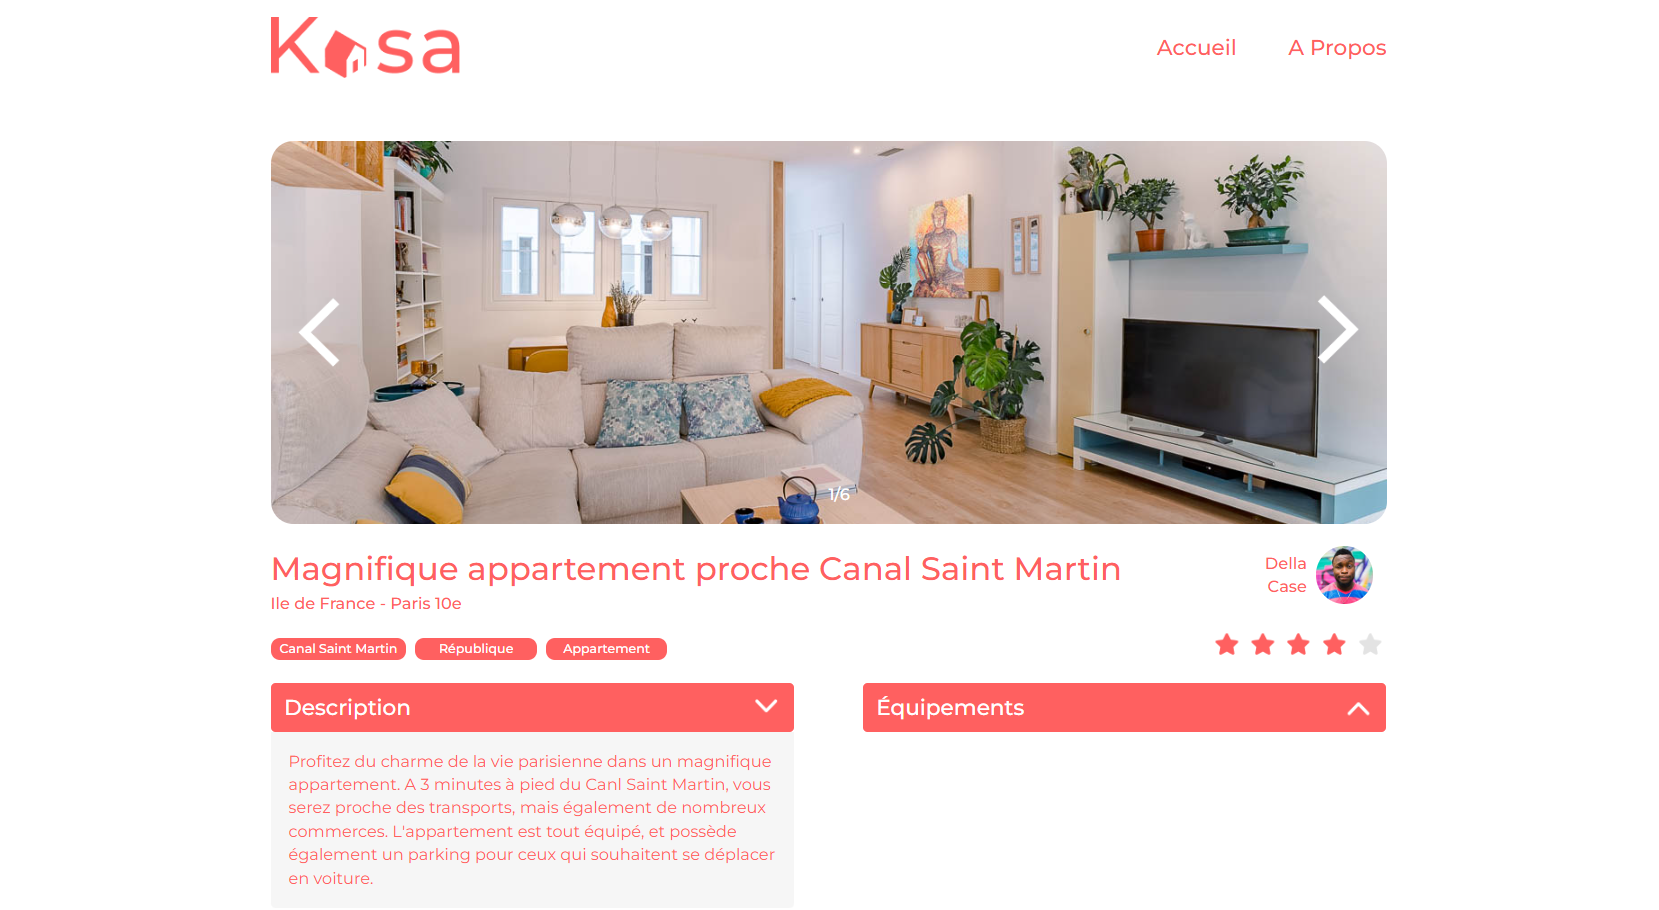 Kasa
Accueil
A Propos
1/6
Magnifique appartement proche Canal Saint Martin
Ile de France - Paris 10e
Della
Case
Canal Saint Martin
République
Appartement
Description
Profitez du charme de la vie parisienne dans un magnifique
appartement. A 3 minutes à pied du Canl Saint Martin, vous
serez proche des transports, mais également de nombreux
commerces. L'appartement est tout équipé, et possède
également un parking pour ceux qui souhaitent se déplacer
en voiture.
Équipements